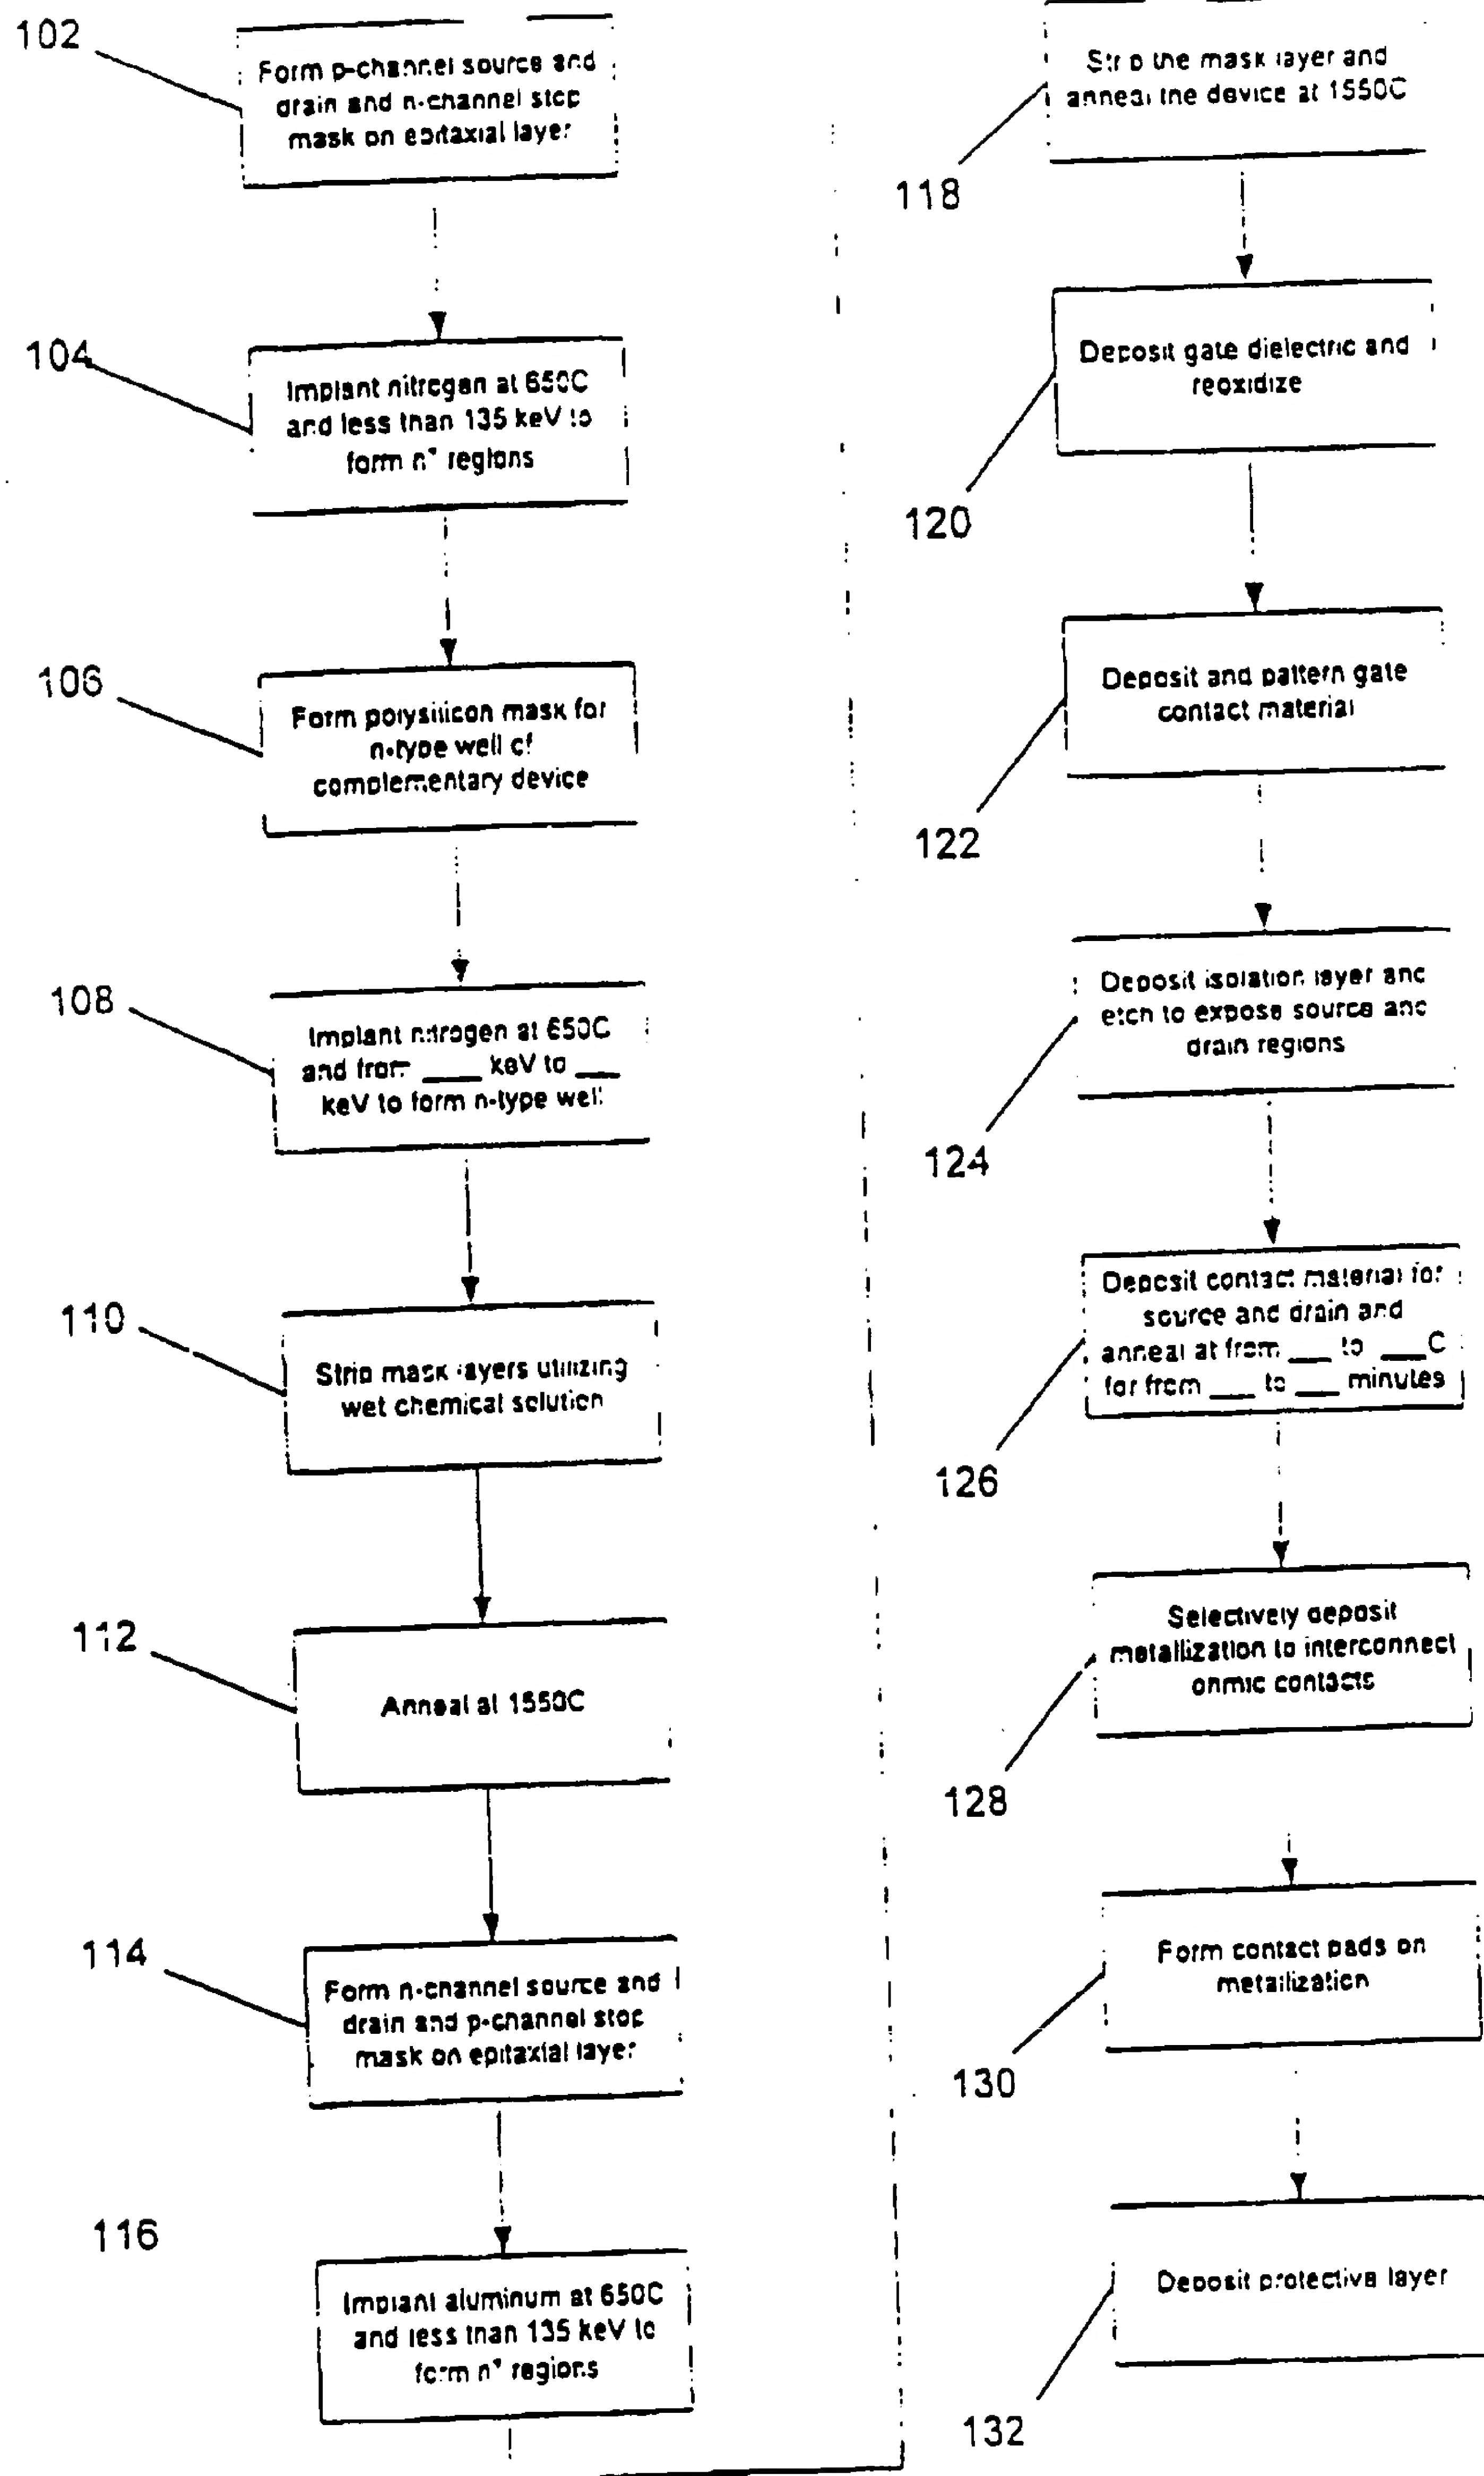 102
Form p-channel source and
drain and n-channel stop
mask on epitaxial layer
104
Implant nitrogen at 650C
and less than 135 keV to
form n+ regions
106
Form polysilicon mask for
n-type well of
complementary device
108
Implant nitrogen at 650C
and from ____ keV to ___
keV to form n-type well
110
Strip mask layers utilizing
wet chemical solution
112
Anneal at 1550C
114
Form n-channel source and
drain and p-channel stop
mask on epitaxial layer
116
Implant aluminum at 650C
and less than 135 keV to
form n+ regions
118
Strip the mask layer and
anneal the device at 1550C
120
Deposit gate dielectric and
reoxidize
122
Deposit and pattern gate
contact material
124
Deposit isolation layer and
etch to expose source and
drain regions
126
Deposit contact material for
source and drain and
anneal at from ___ to ___C
for from ___ to ___ minutes
128
Selectively deposit
metallization to interconnect
ohmic contacts
130
Form contact pads on
metallization
132
Deposit protective layer